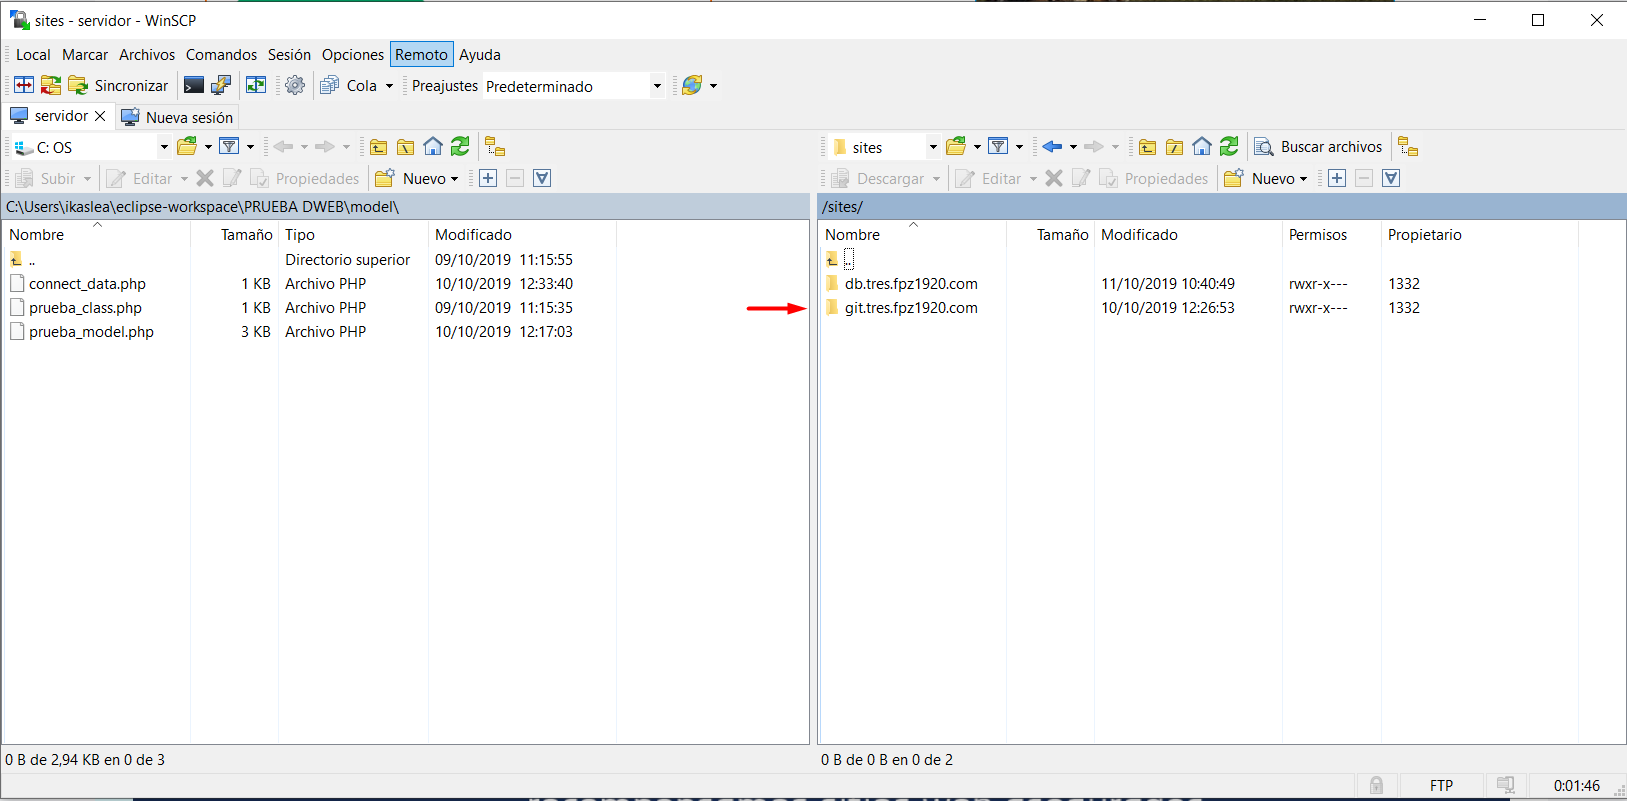 sites - servidor - WinSCP
Local Marcar Archivos Comandos Sesión Opciones Remoto Ayuda
Sincronizar Cola Preajustes Predeterminado
servidor Nueva sesión
C: OS
Subir Editar Propiedades Nuevo
C:\Users\ikaslea\eclipse-workspace\PRUEBA DWEB\model\
Nombre Tamaño Tipo Modificado
.. Directorio superior 09/10/2019 11:15:55
connect_data.php 1 KB Archivo PHP 10/10/2019 12:33:40
prueba_class.php 1 KB Archivo PHP 09/10/2019 11:15:35
prueba_model.php 3 KB Archivo PHP 10/10/2019 12:17:03
0 B de 2,94 KB en 0 de 3
sites Buscar archivos
Descargar Editar Propiedades Nuevo
/sites/
Nombre Tamaño Modificado Permisos Propietario
..
db.tres.fpz1920.com 11/10/2019 10:40:49 rwxr-x--- 1332
git.tres.fpz1920.com 10/10/2019 12:26:53 rwxr-x--- 1332
0 B de 0 B en 0 de 2
FTP 0:01:46